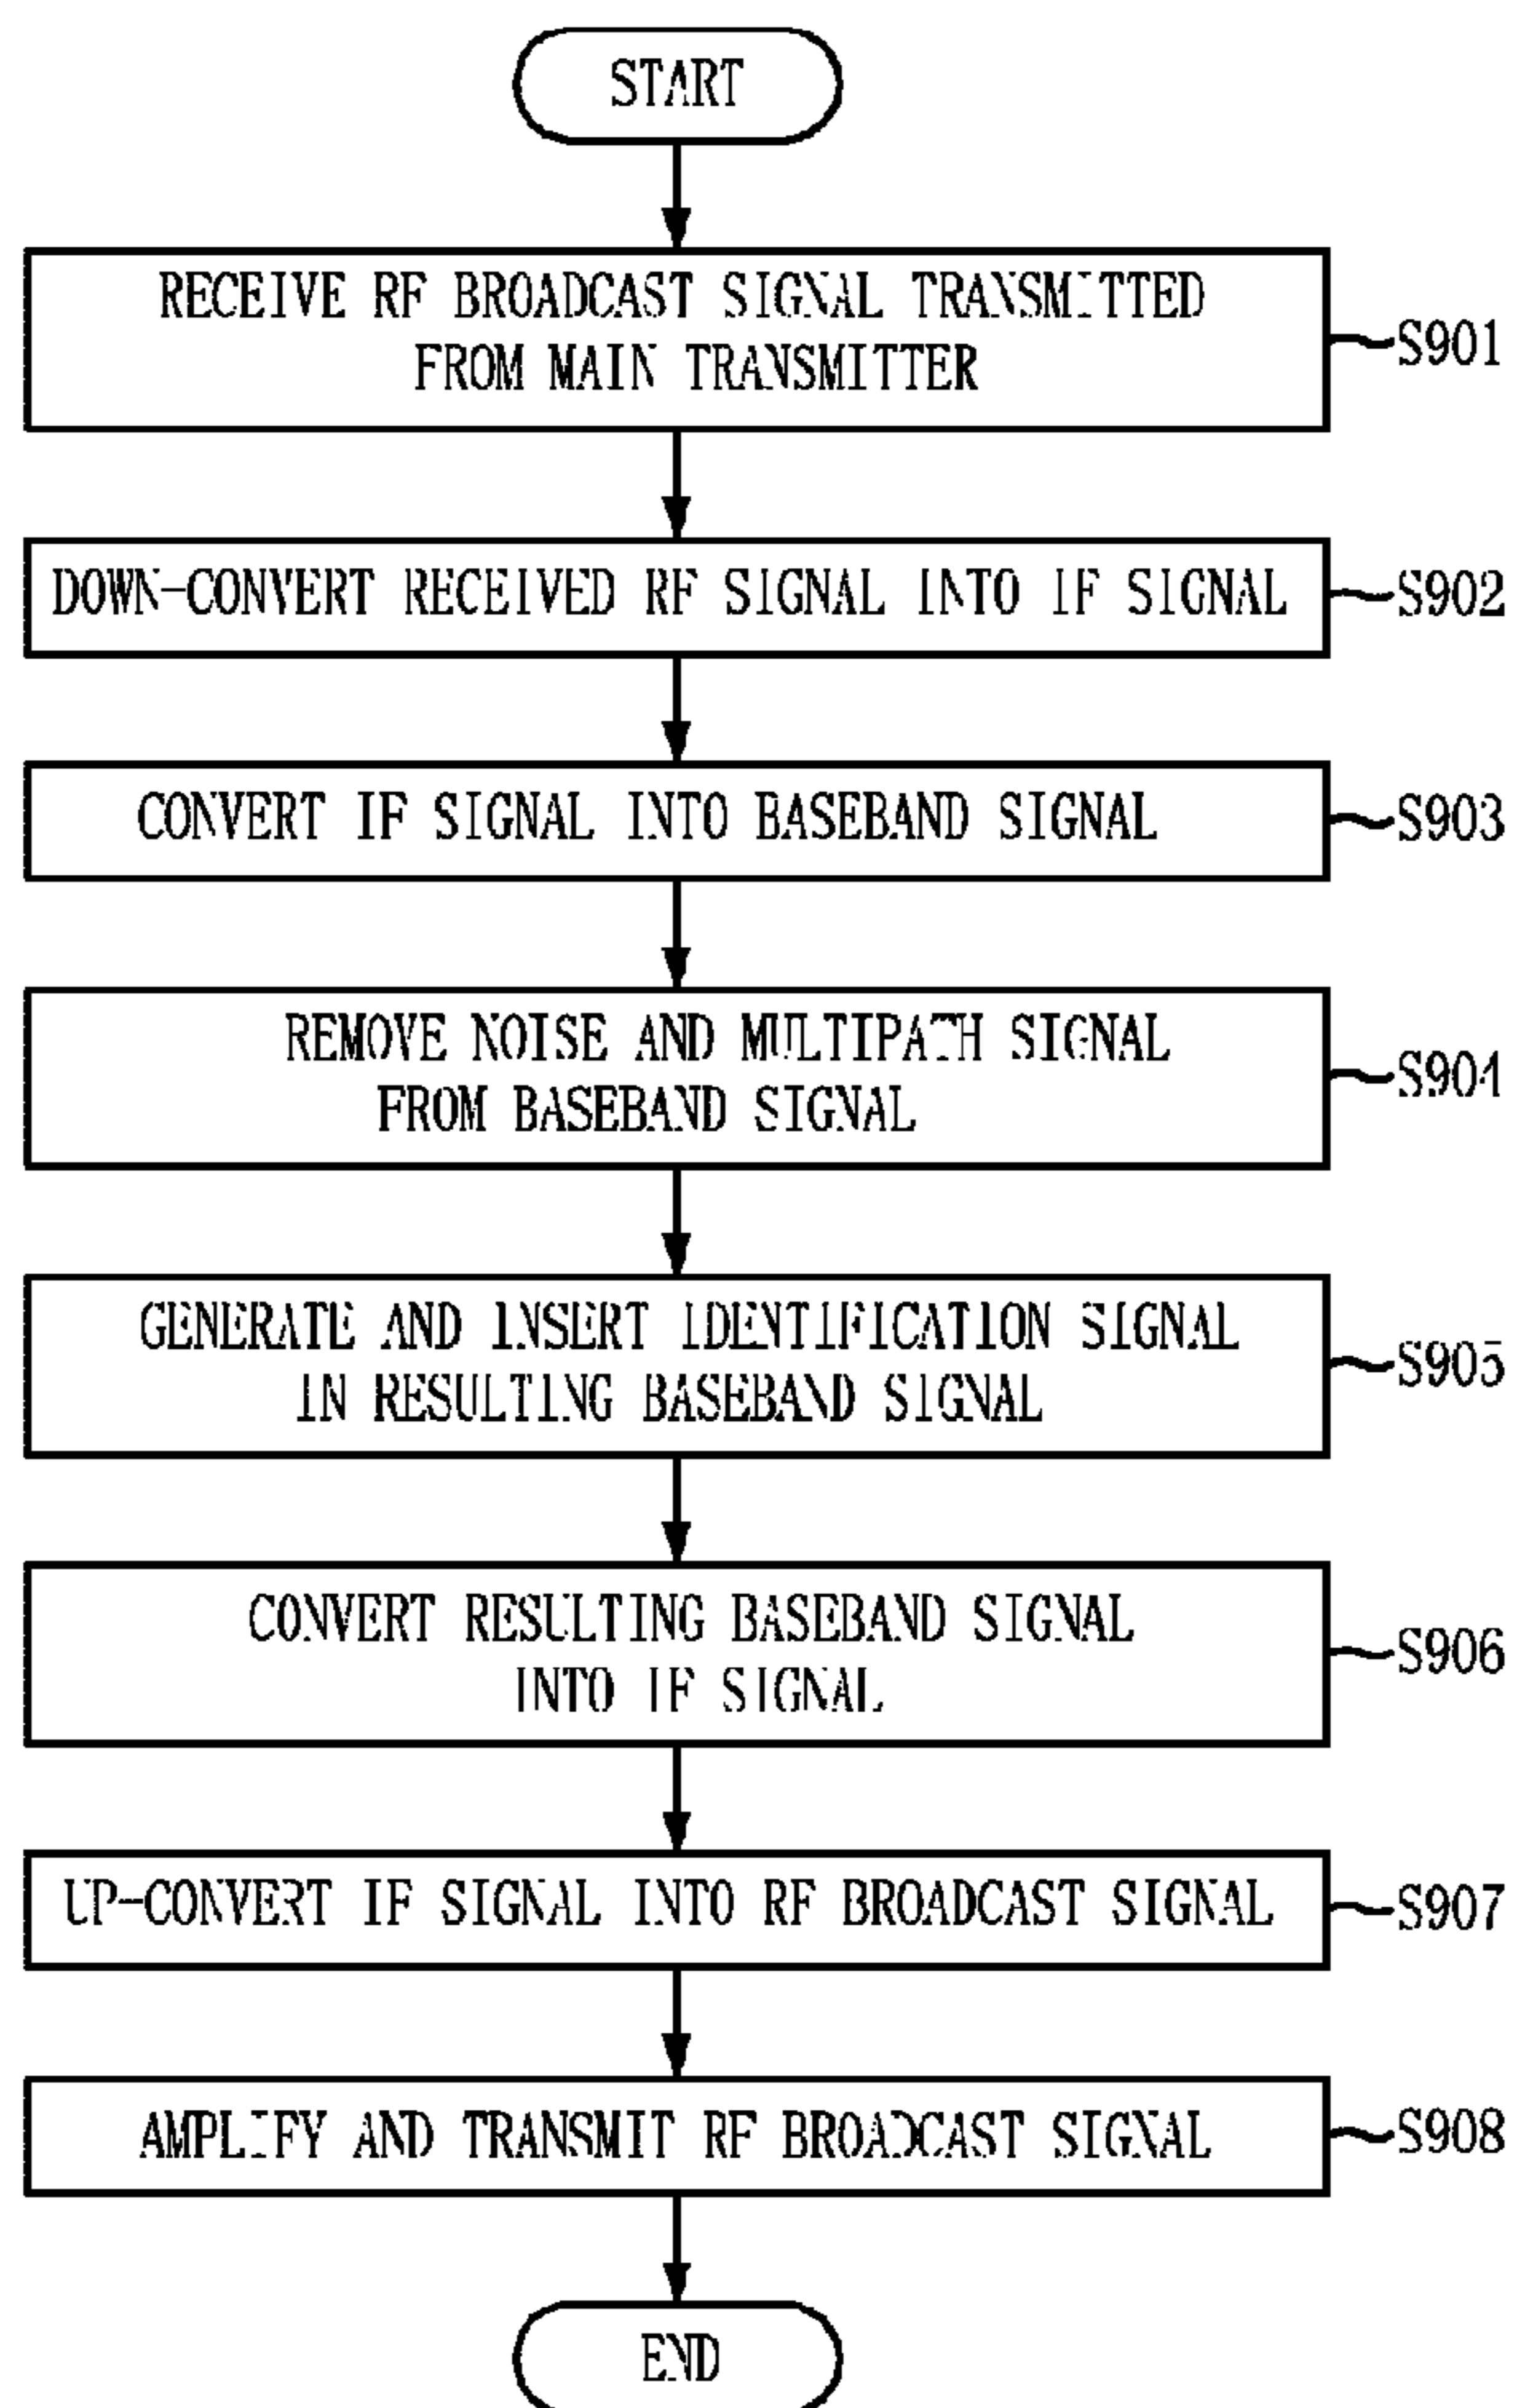 START
RECEIVE RF BROADCAST SIGNAL TRANSMITTED
FROM MAIN TRANSMITTER
S901
DOWN-CONVERT RECEIVED RF SIGNAL INTO IF SIGNAL
S902
CONVERT IF SIGNAL INTO BASEBAND SIGNAL
S903
REMOVE NOISE AND MULTIPATH SIGNAL
FROM BASEBAND SIGNAL
S904
GENERATE AND INSERT IDENTIFICATION SIGNAL
IN RESULTING BASEBAND SIGNAL
S905
CONVERT RESULTING BASEBAND SIGNAL
INTO IF SIGNAL
S906
UP-CONVERT IF SIGNAL INTO RF BROADCAST SIGNAL
S907
AMPLIFY AND TRANSMIT RF BROADCAST SIGNAL
S908
END